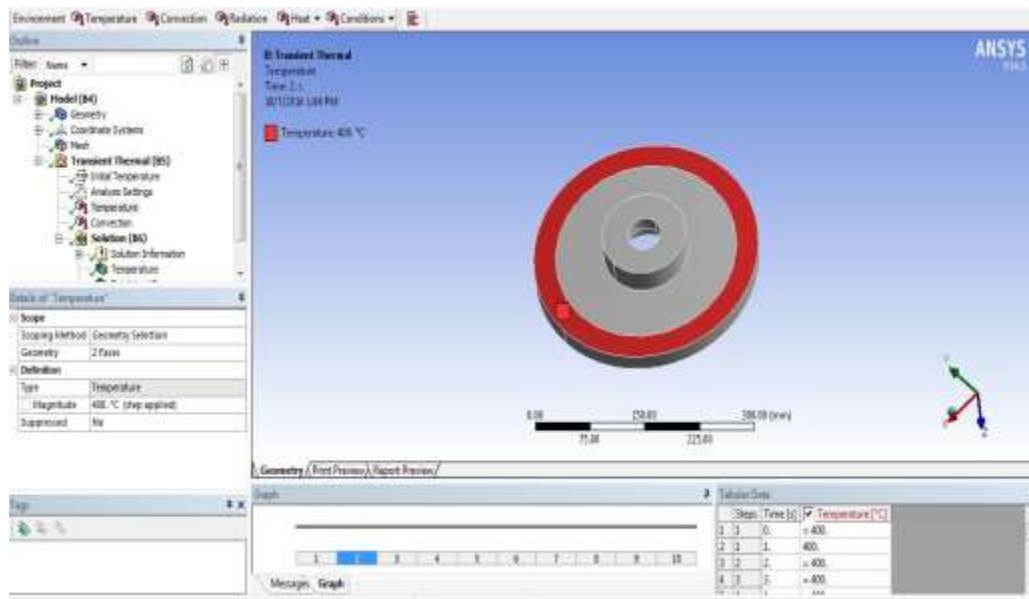 Environment Temperature Convection Radiation Heat Conditions
Outline
Filter: Name
Project
Model (B4)
Geometry
Coordinate Systems
Mesh
Transient Thermal (B5)
Initial Temperature
Analysis Settings
Temperature
Convection
Solution (B6)
Solution Information
Temperature
Details of "Temperature"
Scope
Scoping Method Geometry Selection
Geometry 2 Faces
Definition
Type Temperature
Magnitude 400. °C (step applied)
Suppressed No
B: Transient Thermal
Temperature
Temperature: 400. °C
ANSYS
0.00 150.00 300.00 (mm)
75.00 225.00
Geometry Print Preview Report Preview
Graph
1 2 3 4 5 6 7 8 9 10
Messages Graph
Tabular Data
Steps Time [s] Temperature [°C]
1 1 0. = 400.
2 1 1. 400.
3 2 2. = 400.
4 3 3. = 400.